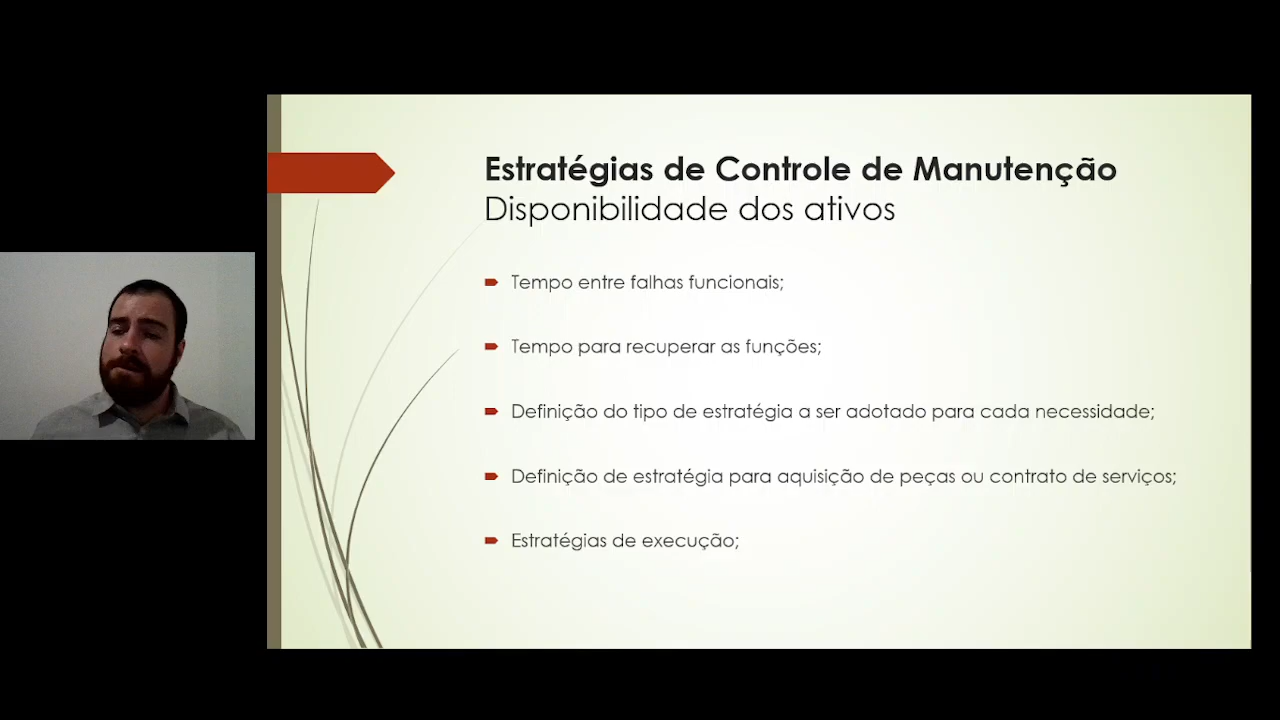 Estratégias de Controle de Manutenção
Disponibilidade dos ativos
Tempo entre falhas funcionais;
Tempo para recuperar as funções;
Definição do tipo de estratégia a ser adotado para cada necessidade;
Definição de estratégia para aquisição de peças ou contrato de serviços;
Estratégias de execução;